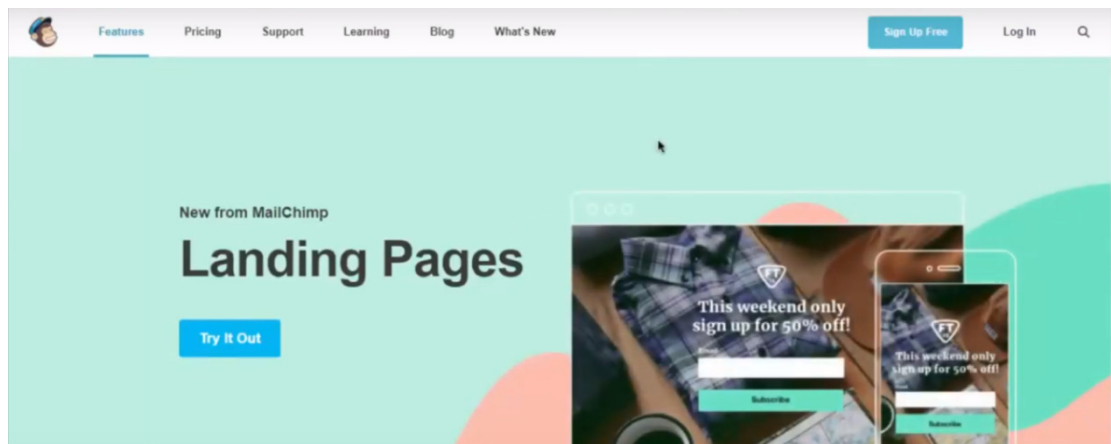 Features Pricing Support Learning Blog What's New Sign Up Free Log In
New from MailChimp
Landing Pages
Try It Out
FT
This weekend only
sign up for 50% off!
Email
Subscribe
FT
This weekend only
sign up for 50% off!
Subscribe